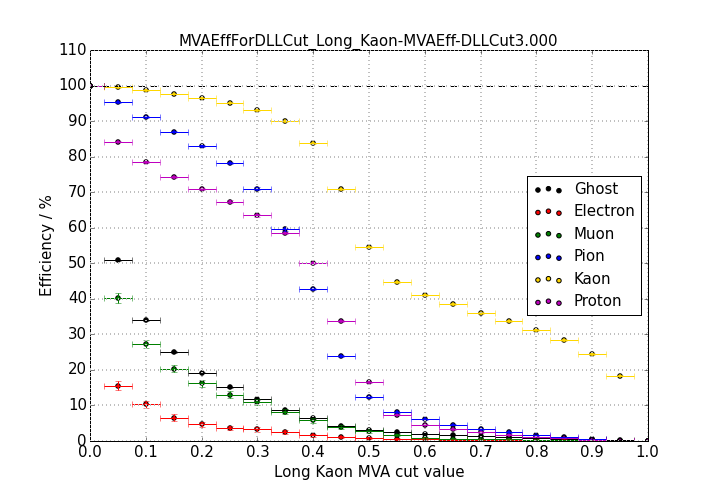 MVAEffForDLLCut_Long_Kaon-MVAEff-DLLCut3.000
110
100
90
80
70
60
50
40
30
20
10
0
Efficiency / %
Ghost
Electron
Muon
Pion
Kaon
Proton
0.0 0.1 0.2 0.3 0.4 0.5 0.6 0.7 0.8 0.9 1.0
Long Kaon MVA cut value